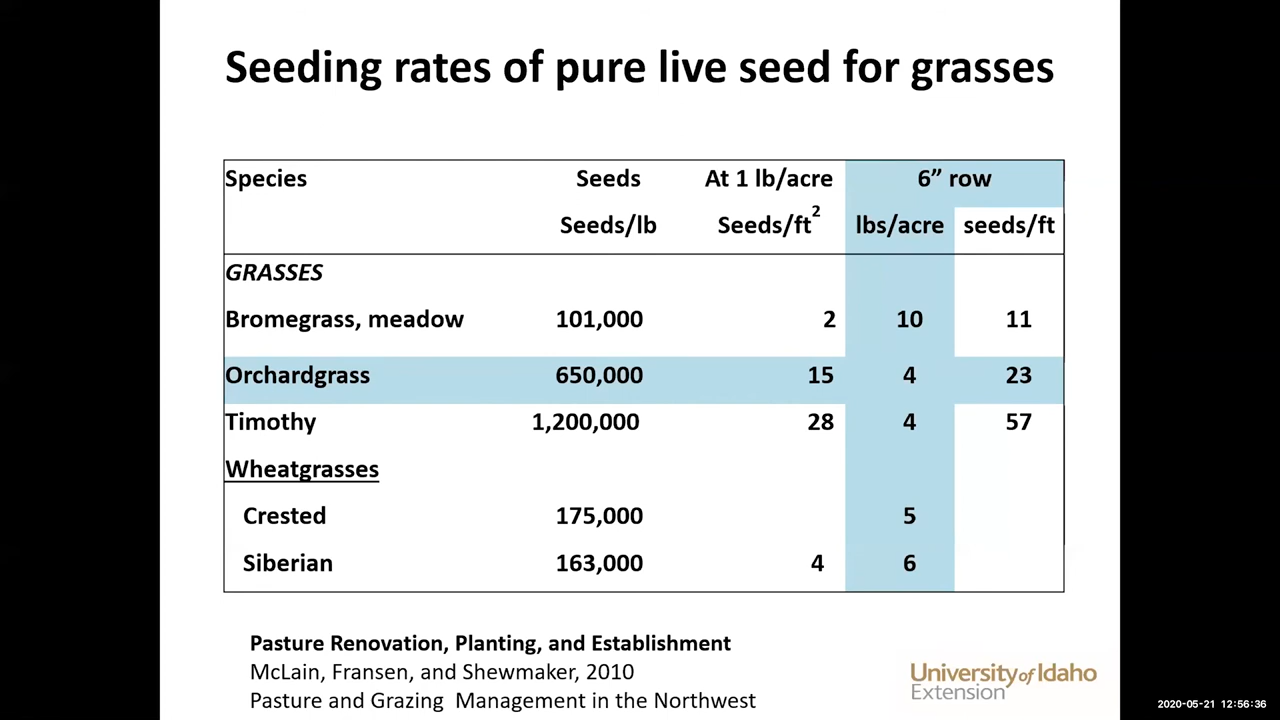 Seeding rates of pure live seed for grasses
Species Seeds At 1 lb/acre 6” row
Seeds/lb Seeds/ft2 lbs/acre seeds/ft
GRASSES
Bromegrass, meadow 101,000 2 10 11
Orchardgrass 650,000 15 4 23
Timothy 1,200,000 28 4 57
Wheatgrasses
Crested 175,000 5
Siberian 163,000 4 6
Pasture Renovation, Planting, and Establishment
McLain, Fransen, and Shewmaker, 2010
Pasture and Grazing Management in the Northwest
University of Idaho
Extension
2020-05-21 12:56:36